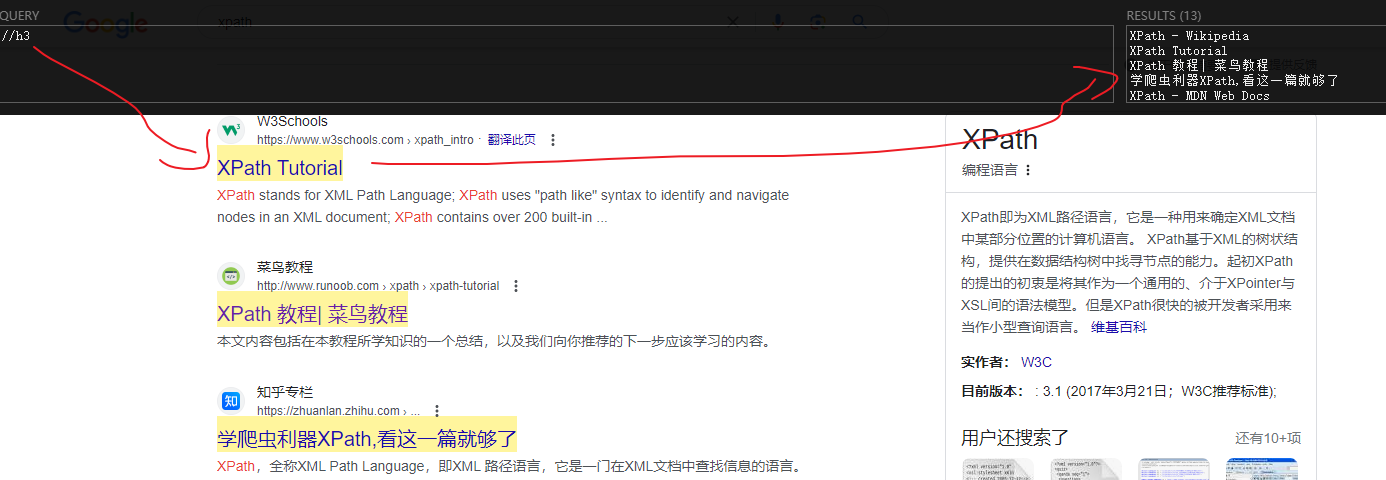 QUERY
RESULTS (13)
Google
xpath
//h3
XPath - Wikipedia
XPath Tutorial
XPath 教程| 菜鸟教程
学爬虫利器XPath,看这一篇就够了
XPath - MDN Web Docs
W3Schools
https://www.w3schools.com › xpath_intro · 翻译此页
XPath Tutorial
XPath stands for XML Path Language; XPath uses "path like" syntax to identify and navigate
nodes in an XML document; XPath contains over 200 built-in ...
菜鸟教程
http://www.runoob.com › xpath › xpath-tutorial
XPath 教程| 菜鸟教程
本文内容包括在本教程所学知识的一个总结，以及我们向你推荐的下一步应该学习的内容。
知乎专栏
https://zhuanlan.zhihu.com › ...
学爬虫利器XPath,看这一篇就够了
XPath，全称XML Path Language，即XML 路径语言，它是一门在XML文档中查找信息的语言。
XPath
编程语言
XPath即为XML路径语言，它是一种用来确定XML文档
中某部分位置的计算机语言。 XPath基于XML的树状结
构，提供在数据结构树中找寻节点的能力。起初XPath
的提出的初衷是将其作为一个通用的、介于XPointer与
XSL间的语法模型。但是XPath很快的被开发者采用来
当作小型查询语言。 维基百科
实作者： W3C
目前版本： : 3.1 (2017年3月21日；W3C推荐标准);
用户还搜索了
还有10+项